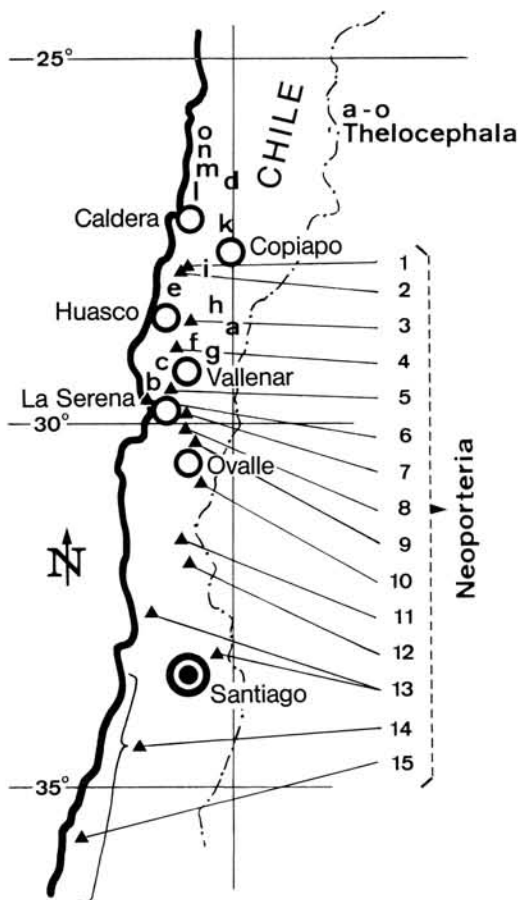 25°
CHILE
a-o
Thelocephala
o
n
m
d
l
Caldera
k
Copiapo
i
1
e
2
Huasco
h
3
a
f
g
4
c
Vallenar
b
5
La Serena
30°
6
7
Ovalle
8
9
N
10
11
12
13
Santiago
14
15
35°
Neoporteria